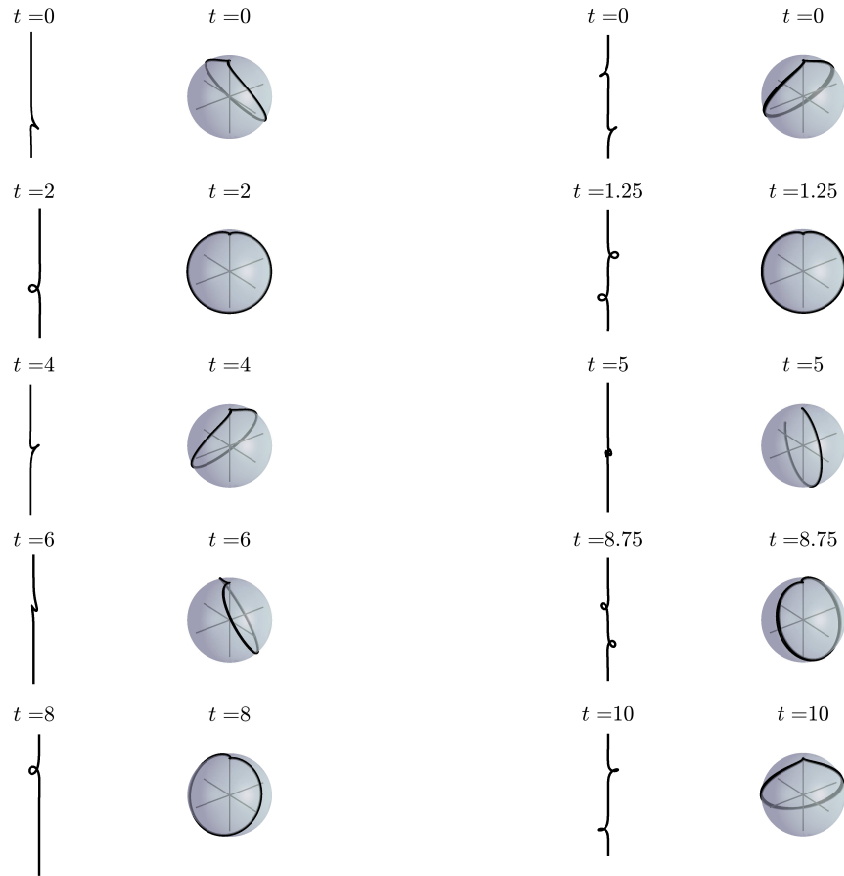 t =0 t =0 t =0 t =0
t =2 t =2 t =1.25 t =1.25
t =4 t =4 t =5 t =5
t =6 t =6 t =8.75 t =8.75
t =8 t =8 t =10 t =10